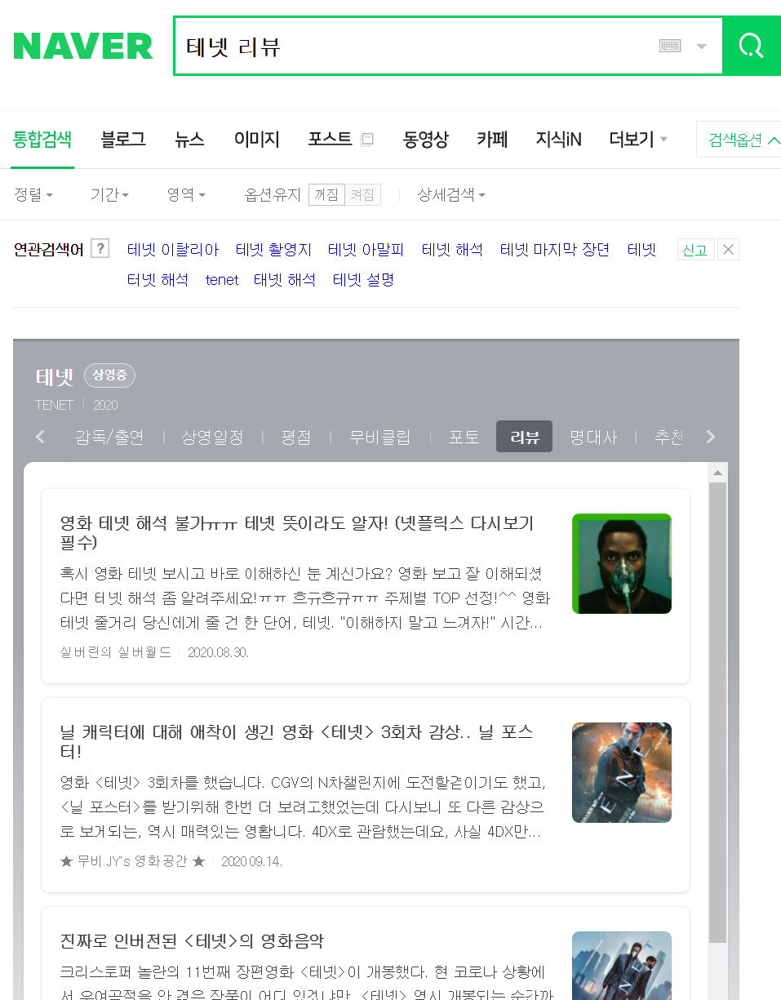 NAVER
테넷 리뷰
통합검색 블로그 뉴스 이미지 포스트 동영상 카페 지식iN 더보기 검색옵션
정렬 기간 영역 옵션유지 꺼짐 켜짐 상세검색
연관검색어 ? 테넷 이탈리아 테넷 촬영지 테넷 아말피 테넷 해석 테넷 마지막 장면 테넷 신고
터넷 해석 tenet 태넷 해석 테넷 설명
테넷 상영중
TENET 2020
감독/출연 상영일정 평점 무비클립 포토 리뷰 명대사 추천
영화 테넷 해석 불가ㅠㅠ 테넷 뜻이라도 알자! (넷플릭스 다시보기
필수)
혹시 영화 테넷 보시고 바로 이해하신 분 계신가요? 영화 보고 잘 이해되셨
다면 터넷 해석 좀 알려주세요!ㅠㅠ 흐규흐규ㅠㅠ 주제별 TOP 선정!^^ 영화
테넷 줄거리 당신에게 줄 건 한 단어, 테넷. "이해하지 말고 느껴자!" 시간...
실버린의 실버월드 2020.08.30.
닐 캐릭터에 대해 애착이 생긴 영화 <테넷> 3회차 감상.. 닐 포스
터!
영화 <테넷> 3회차를 했습니다. CGV의 N차챌린지에 도전할겸이기도 했고,
<닐 포스터>를 받기위해 한번 더 보려고했었는데 다시보니 또 다른 감상으
로 보게되는, 역시 매력있는 영홥니다. 4DX로 관람했는데요, 사실 4DX만...
★ 무비 JY's 영화공간 ★ 2020.09.14.
TENET
진짜로 인버전된 <테넷>의 영화음악
크리스토퍼 놀란의 11번째 장편영화 <테넷>이 개봉했다. 현 코로나 상황에
서 우여곡절을 안 겪은 작품이 어디 있겠냐만, <테넷> 역시 개봉되는 순간까